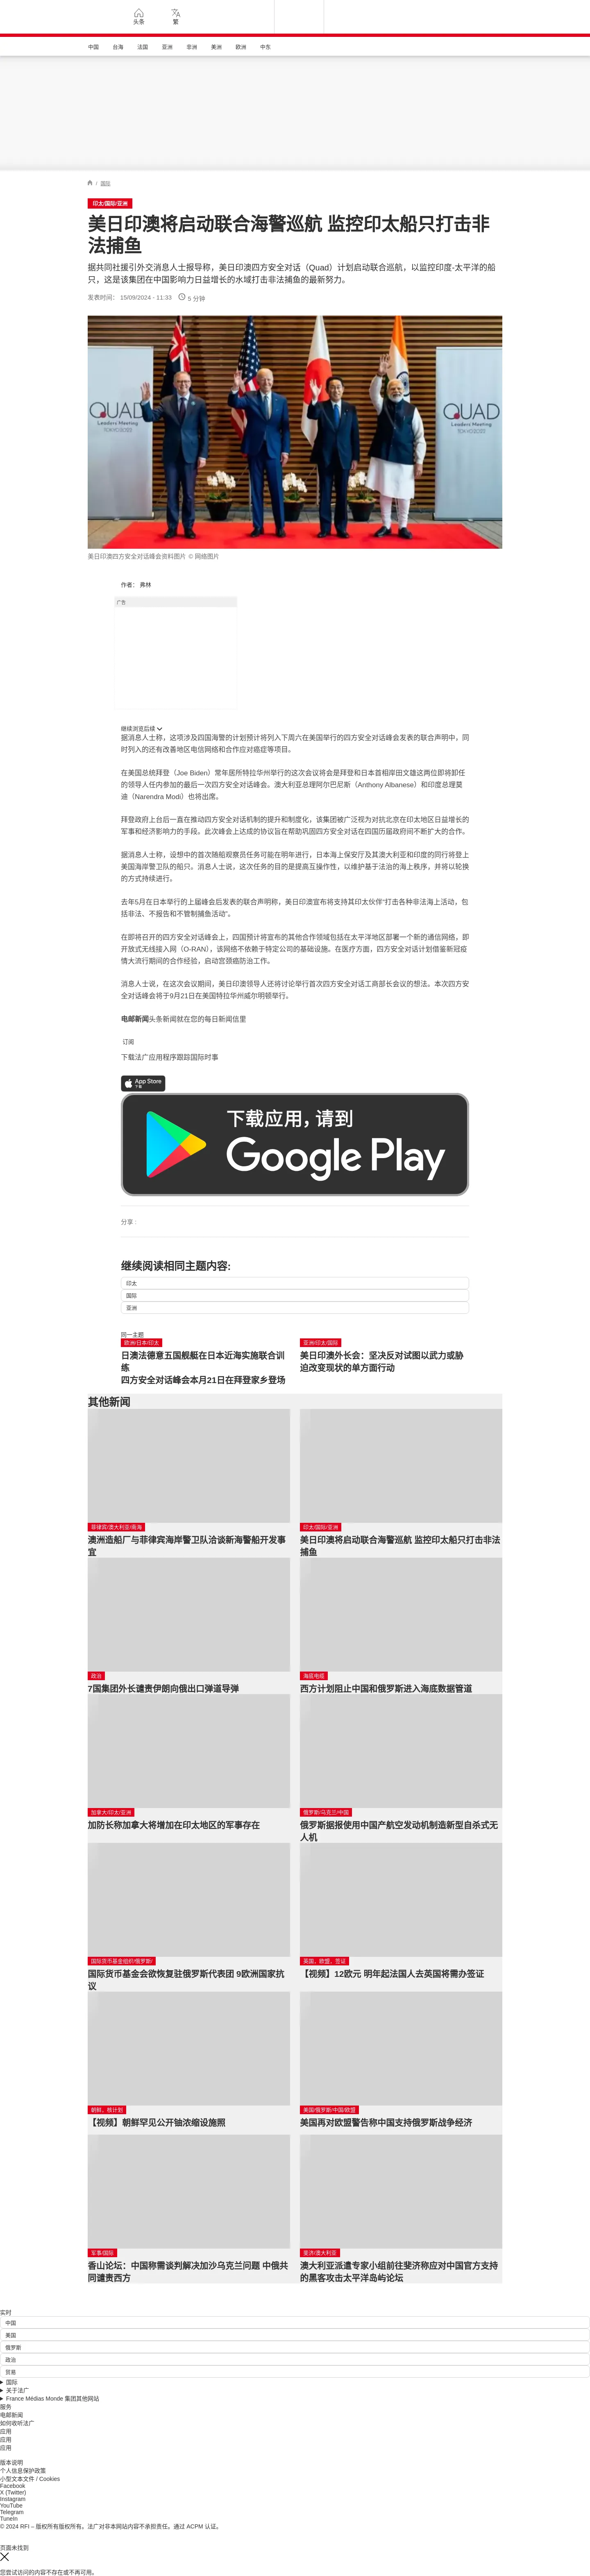 头条
繁
中国
台海
法国
亚洲
非洲
美洲
欧洲
中东
/ 国际
印太/国际/亚洲
美日印澳将启动联合海警巡航 监控印太船只打击非
法捕鱼
据共同社援引外交消息人士报导称，美日印澳四方安全对话（Quad）计划启动联合巡航，以监控印度-太平洋的船
只，这是该集团在中国影响力日益增长的水域打击非法捕鱼的最新努力。
发表时间： 15/09/2024 - 11:33
5 分钟
QUAD
Leaders Meeting
TOKYO2023
QUAD
Leaders Meeting
TOKYO2023
美日印澳四方安全对话峰会资料图片 © 网络图片
作者： 弗林
广告
继续浏览后续
据消息人士称，这项涉及四国海警的计划预计将列入下周六在美国举行的四方安全对话峰会发表的联合声明中，同
时列入的还有改善地区电信网络和合作应对癌症等项目。
在美国总统拜登（Joe Biden）常年居所特拉华州举行的这次会议将会是拜登和日本首相岸田文雄这两位即将卸任
的领导人任内参加的最后一次四方安全对话峰会。澳大利亚总理阿尔巴尼斯（Anthony Albanese）和印度总理莫
迪（Narendra Modi）也将出席。
拜登政府上台后一直在推动四方安全对话机制的提升和制度化，该集团被广泛视为对抗北京在印太地区日益增长的
军事和经济影响力的手段。此次峰会上达成的协议旨在帮助巩固四方安全对话在四国历届政府间不断扩大的合作。
据消息人士称，设想中的首次随船观察员任务可能在明年进行，日本海上保安厅及其澳大利亚和印度的同行将登上
美国海岸警卫队的船只。消息人士说，这次任务的目的是提高互操作性，以维护基于法治的海上秩序，并将以轮换
的方式持续进行。
去年5月在日本举行的上届峰会后发表的联合声明称，美日印澳宣布将支持其印太伙伴“打击各种非法海上活动，包
括非法、不报告和不管制捕鱼活动”。
在即将召开的四方安全对话峰会上，四国预计将宣布的其他合作领域包括在太平洋地区部署一个新的通信网络，即
开放式无线接入网（O-RAN），该网络不依赖于特定公司的基础设施。在医疗方面，四方安全对话计划借鉴新冠疫
情大流行期间的合作经验，启动宫颈癌防治工作。
消息人士说，在这次会议期间，美日印澳领导人还将讨论举行首次四方安全对话工商部长会议的想法。本次四方安
全对话峰会将于9月21日在美国特拉华州威尔明顿举行。
电邮新闻头条新闻就在您的每日新闻信里
订阅
下载法广应用程序跟踪国际时事
App Store
下载
下载应用，请到
Google Play
分享 :
继续阅读相同主题内容:
印太
国际
亚洲
同一主题
欧洲/日本/印太
日澳法德意五国舰艇在日本近海实施联合训
练
四方安全对话峰会本月21日在拜登家乡登场
亚洲/印太/国际
美日印澳外长会：坚决反对试图以武力或胁
迫改变现状的单方面行动
其他新闻
菲律宾/澳大利亚/南海
澳洲造船厂与菲律宾海岸警卫队洽谈新海警船开发事
宜
印太/国际/亚洲
美日印澳将启动联合海警巡航 监控印太船只打击非法
捕鱼
政治
7国集团外长谴责伊朗向俄出口弹道导弹
海底电缆
西方计划阻止中国和俄罗斯进入海底数据管道
加拿大/印太/亚洲
加防长称加拿大将增加在印太地区的军事存在
俄罗斯/乌克兰/中国
俄罗斯据报使用中国产航空发动机制造新型自杀式无
人机
国际货币基金组织/俄罗斯/
国际货币基金会欲恢复驻俄罗斯代表团 9欧洲国家抗
议
英国，欧盟，签证
【视频】12欧元 明年起法国人去英国将需办签证
朝鲜，核计划
【视频】朝鲜罕见公开铀浓缩设施照
美国/俄罗斯/中国/欧盟
美国再对欧盟警告称中国支持俄罗斯战争经济
军事/国际
香山论坛：中国称需谈判解决加沙乌克兰问题 中俄共
同谴责西方
斐济/澳大利亚
澳大利亚派遣专家小组前往斐济称应对中国官方支持
的黑客攻击太平洋岛屿论坛
实时
中国
美国
俄罗斯
政治
贸易
国际
关于法广
France Médias Monde 集团其他网站
服务
电邮新闻
如何收听法广
应用
应用
应用
版本说明
个人信息保护政策
小型文本文件 / Cookies
Facebook
X (Twitter)
Instagram
YouTube
Telegram
TuneIn
© 2024 RFI – 版权所有版权所有。法广对非本网站内容不承担责任。通过 ACPM 认证。
页面未找到
您尝试访问的内容不存在或不再可用。